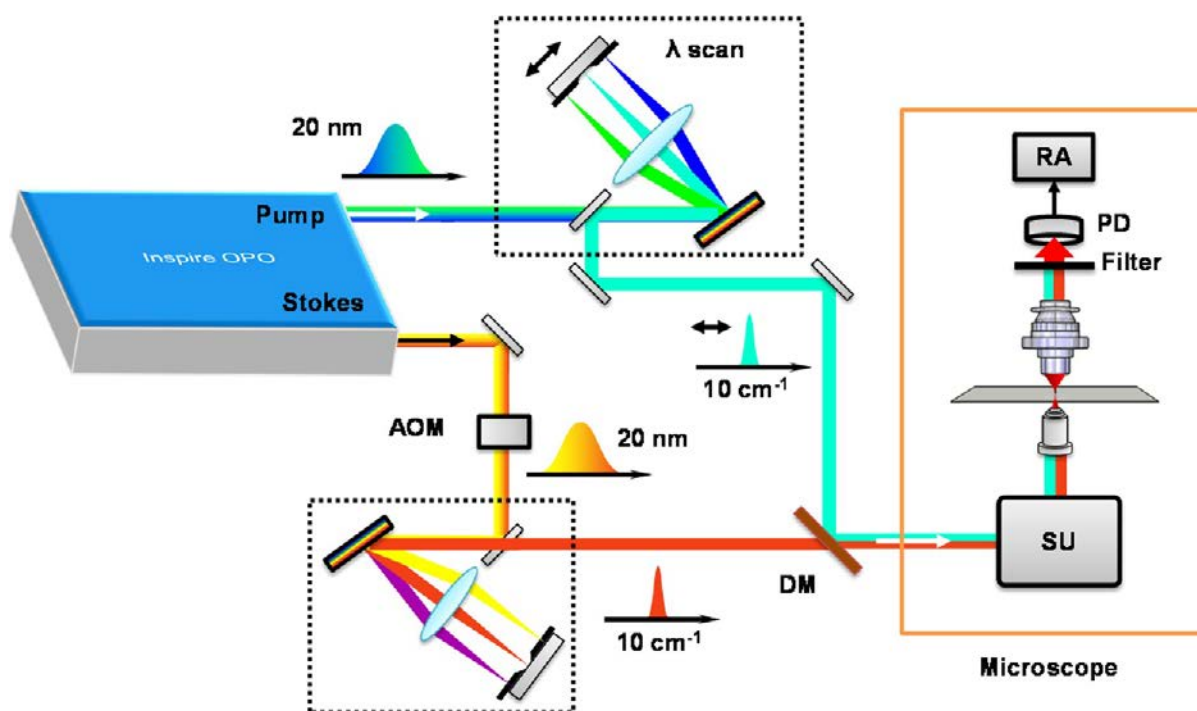 λ scan
20 nm
RA
PD
Filter
Pump
Inspire OPO
Stokes
10 cm⁻¹
AOM
20 nm
SU
DM
10 cm⁻¹
Microscope